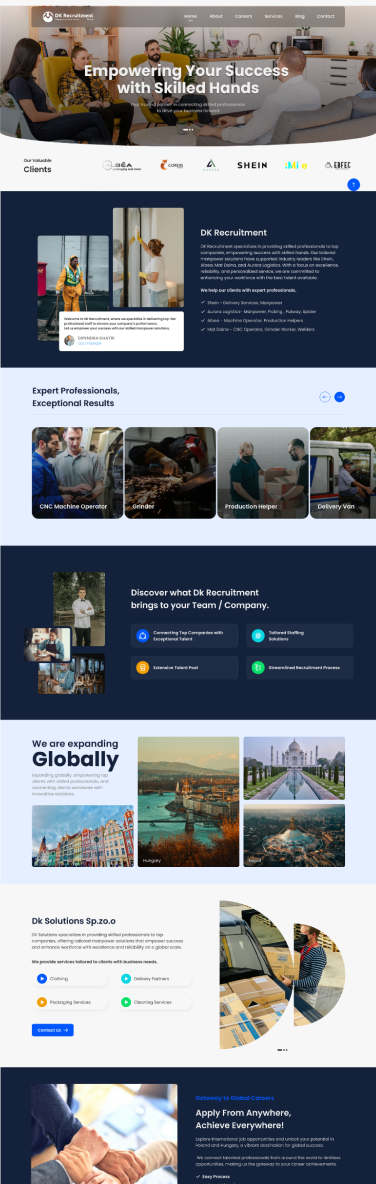 DK Recruitment
Home About Careers Services Blog Contact
Empowering Your Success
with Skilled Hands
Your trusted partner in connecting skilled professionals
to drive your business forward
Our Valuable
Clients
SHEIN
DK Recruitment
DK Recruitment specializes in providing skilled professionals to top
companies, empowering success with skilled hands. Our tailored
manpower solutions have supported industry leaders like Shein,
Alsea, Mat Daina, and Aurora Logistics. With a focus on excellence,
reliability, and personalized service, we are committed to
enhancing your workforce with the best talent available.
We help our clients with expert professionals.
Shein - Delivery Services, Manpower
Aurora Logistics - Manpower, Picking, Putway, Spider
Alsea - Machine Operator, Production Helpers
Mat Daina - CNC Operator, Grinder Worker, Welders
Welcome to DK Recruitment, where we specialize in delivering top-tier
professional staff to elevate your company's performance.
Let us empower your success with our skilled manpower solutions.
DIPENDRA KHATRI
Expert Professionals,
Exceptional Results
CNC Machine Operator
Grinder
Production Helper
Delivery Van
Discover what Dk Recruitment
brings to your Team / Company.
Connecting Top Companies with
Exceptional Talent
Tailored Staffing
Solutions
Extensive Talent Pool
Streamlined Recruitment Process
We are expanding
Globally
Expanding globally, empowering top
clients with skilled professionals, and
connecting clients worldwide with
innovative solutions.
Hungary
Dk Solutions Sp.zo.o
DK Solutions specializes in providing skilled professionals to top
companies, offering tailored manpower solutions that empower success
and enhance workforce with excellence and reliability on a global scale.
We provide services tailored to clients with business needs.
Clothing
Delivery Partners
Packaging Services
Cleaning Services
Contact Us
Gateway to Global Careers
Apply From Anywhere,
Achieve Everywhere!
Explore international job opportunities and unlock your potential in
Poland and Hungary, a vibrant destination for global success.
We connect talented professionals from around the world to limitless
opportunities, making us the gateway to your career achievements.
Easy Process